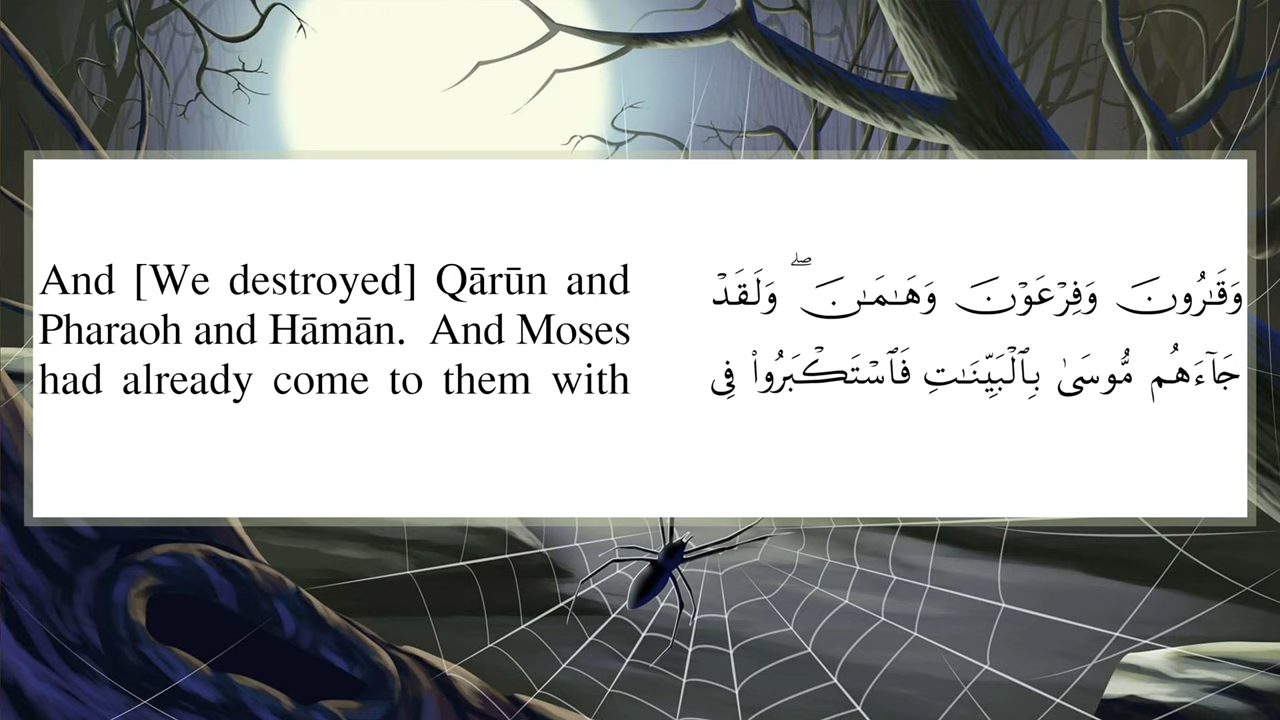 And [We destroyed] Qārūn and
Pharaoh and Hāmān.  And Moses
had already come to them with
وَقَـٰرُونَ وَفِرْعَوْنَ وَهَـٰمَـٰنَ ۖ وَلَقَدْ
جَآءَهُم مُّوسَىٰ بِٱلْبَيِّنَـٰتِ فَٱسْتَكْبَرُوا۟ فِى